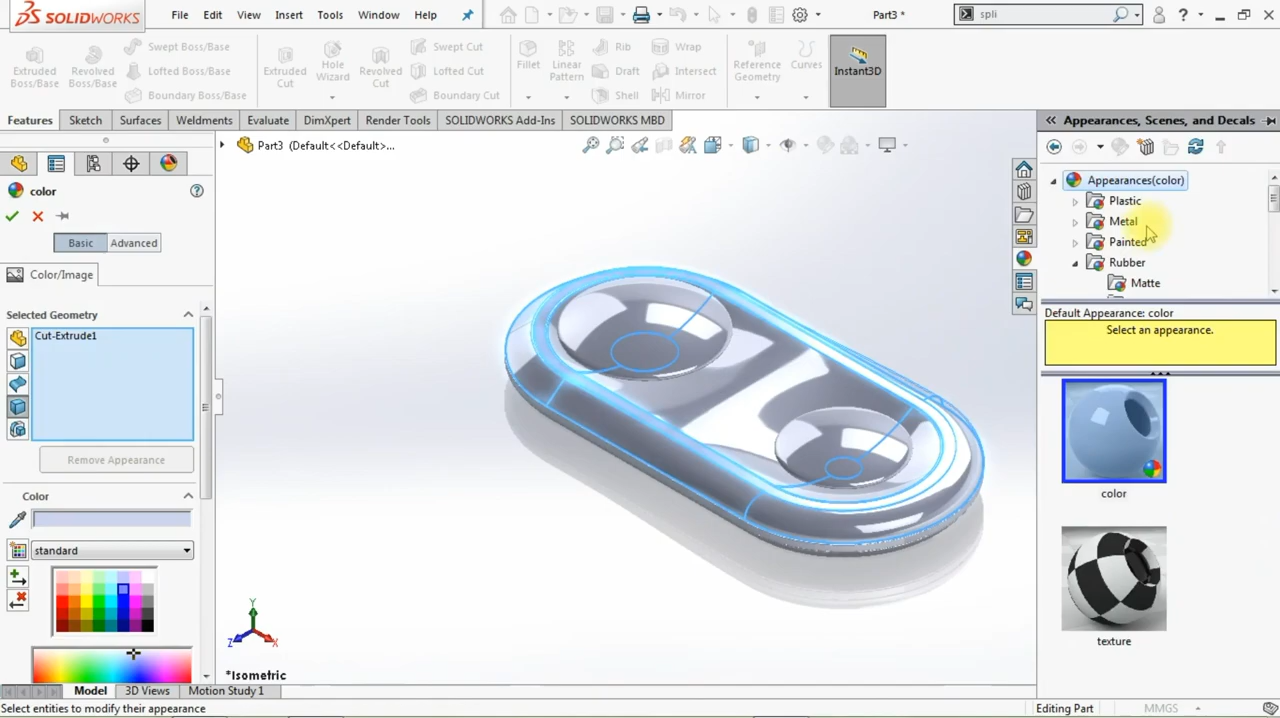 SOLIDWORKS
File Edit View Insert Tools Window Help
Part3 *
spli
Extruded Boss/Base
Revolved Boss/Base
Swept Boss/Base
Lofted Boss/Base
Boundary Boss/Base
Extruded Cut
Hole Wizard
Revolved Cut
Swept Cut
Lofted Cut
Boundary Cut
Fillet
Linear Pattern
Rib
Draft
Shell
Wrap
Intersect
Mirror
Reference Geometry
Curves
Instant3D
Features Sketch Surfaces Weldments Evaluate DimXpert Render Tools SOLIDWORKS Add-Ins SOLIDWORKS MBD
color
Basic Advanced
Color/Image
Selected Geometry
Cut-Extrude1
Remove Appearance
Color
standard
Part3 (Default<<Default>...
Y
Z
X
*Isometric
Appearances, Scenes, and Decals
Appearances(color)
Plastic
Metal
Painted
Rubber
Matte
Default Appearance: color
Select an appearance.
color
texture
Model 3D Views Motion Study 1
Select entities to modify their appearance
Editing Part
MMGS